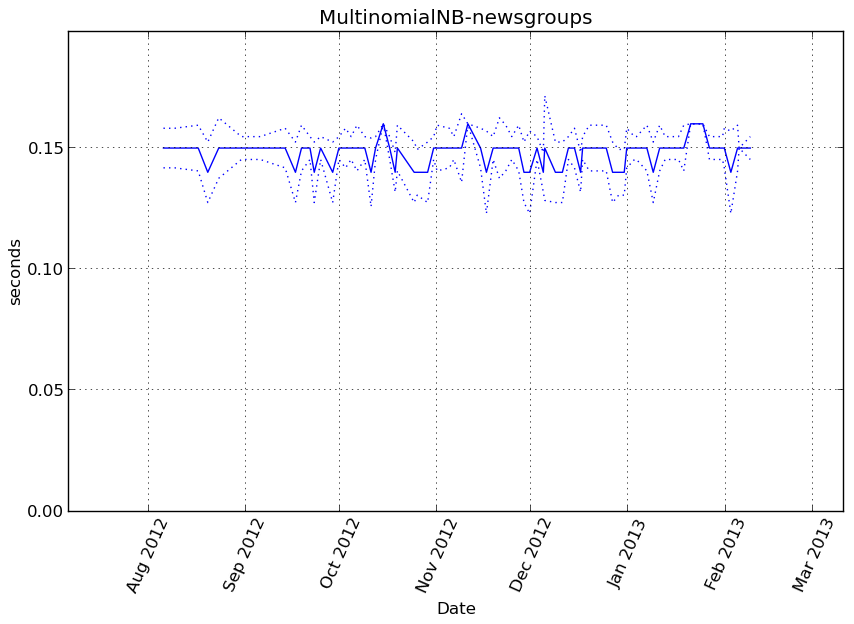 MultinomialNB-newsgroups
seconds
0.15
0.10
0.05
0.00
Aug 2012
Sep 2012
Oct 2012
Nov 2012
Dec 2012
Jan 2013
Feb 2013
Mar 2013
Date